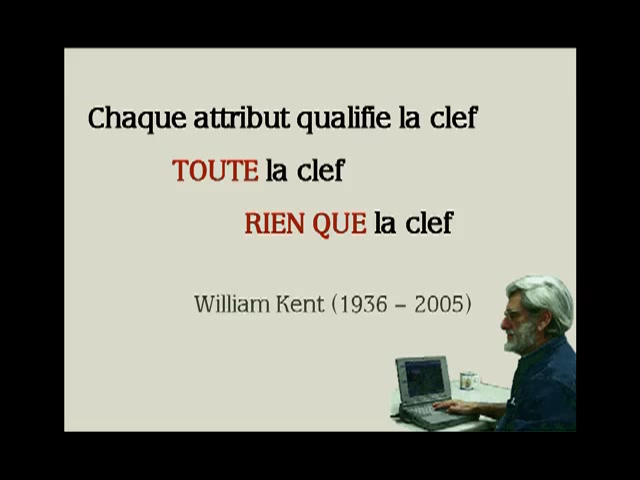 Chaque attribut qualifie la clef
TOUTE la clef
RIEN QUE la clef
William Kent (1936 – 2005)